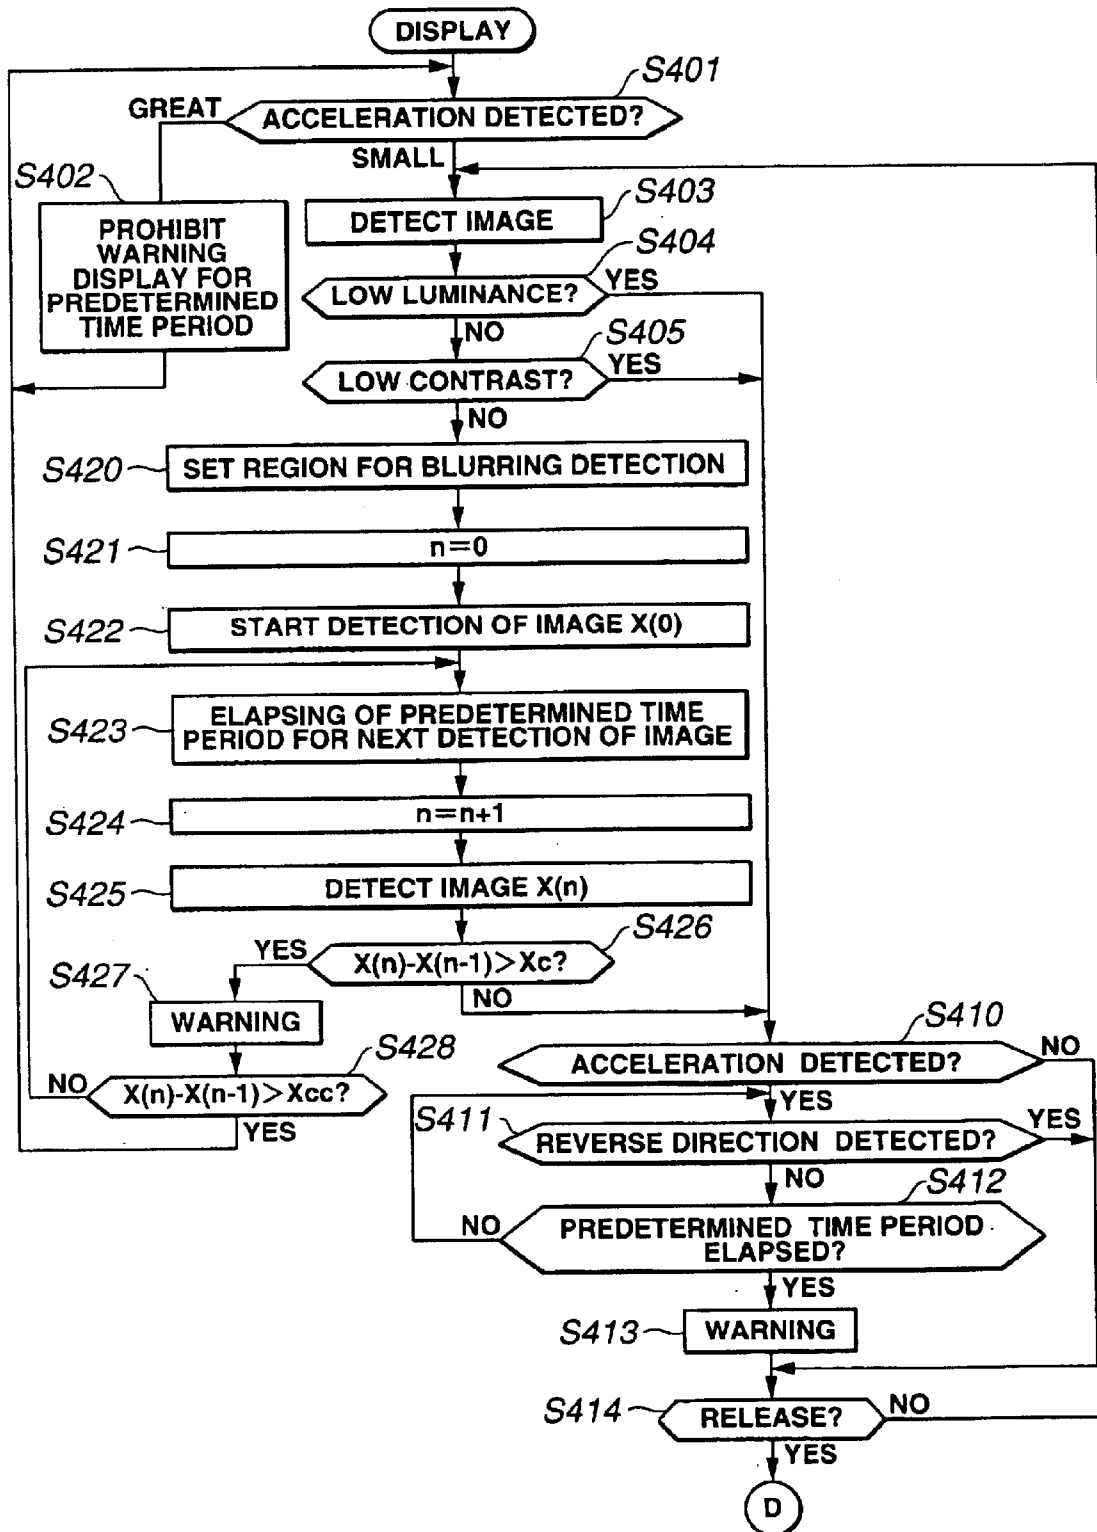 DISPLAY
S401
GREAT
ACCELERATION DETECTED?
SMALL
S402
PROHIBIT
WARNING
DISPLAY FOR
PREDETERMINED
TIME PERIOD
S403
DETECT IMAGE
S404
LOW LUMINANCE?
YES
NO
S405
LOW CONTRAST?
YES
NO
S420
SET REGION FOR BLURRING DETECTION
S421
n=0
S422
START DETECTION OF IMAGE X(0)
S423
ELAPSING OF PREDETERMINED TIME
PERIOD FOR NEXT DETECTION OF IMAGE
S424
n=n+1
S425
DETECT IMAGE X(n)
S426
YES
X(n)-X(n-1)>Xc?
NO
S427
WARNING
S428
NO
X(n)-X(n-1)>Xcc?
YES
S410
ACCELERATION DETECTED?
NO
YES
S411
REVERSE DIRECTION DETECTED?
YES
NO
S412
NO
PREDETERMINED TIME PERIOD
ELAPSED?
YES
S413
WARNING
S414
RELEASE?
NO
YES
D